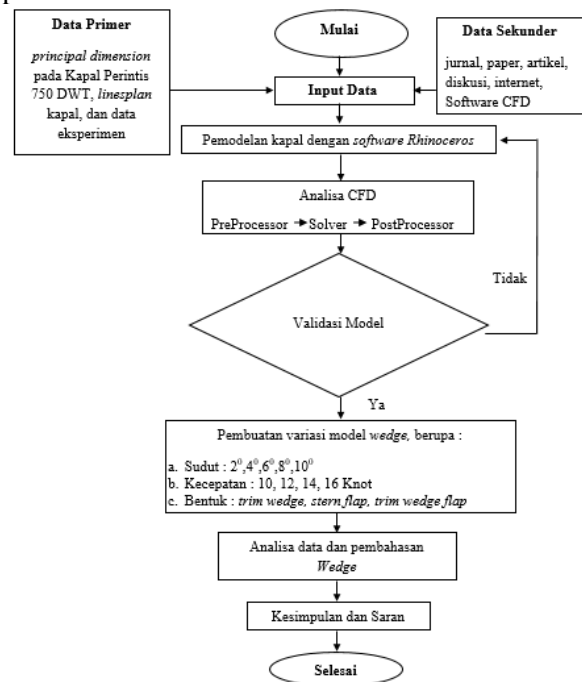 Data Primer
principal dimension
pada Kapal Perintis
750 DWT, linesplan
kapal, dan data
eksperimen
Mulai
Data Sekunder
jurnal, paper, artikel,
diskusi, internet,
Software CFD
Input Data
Pemodelan kapal dengan software Rhinoceros
Analisa CFD
PreProcessor → Solver → PostProcessor
Tidak
Validasi Model
Ya
Pembuatan variasi model wedge, berupa :
a. Sudut : 2⁰,4⁰,6⁰,8⁰,10⁰
b. Kecepatan : 10, 12, 14, 16 Knot
c. Bentuk : trim wedge, stern flap, trim wedge flap
Analisa data dan pembahasan
Wedge
Kesimpulan dan Saran
Selesai